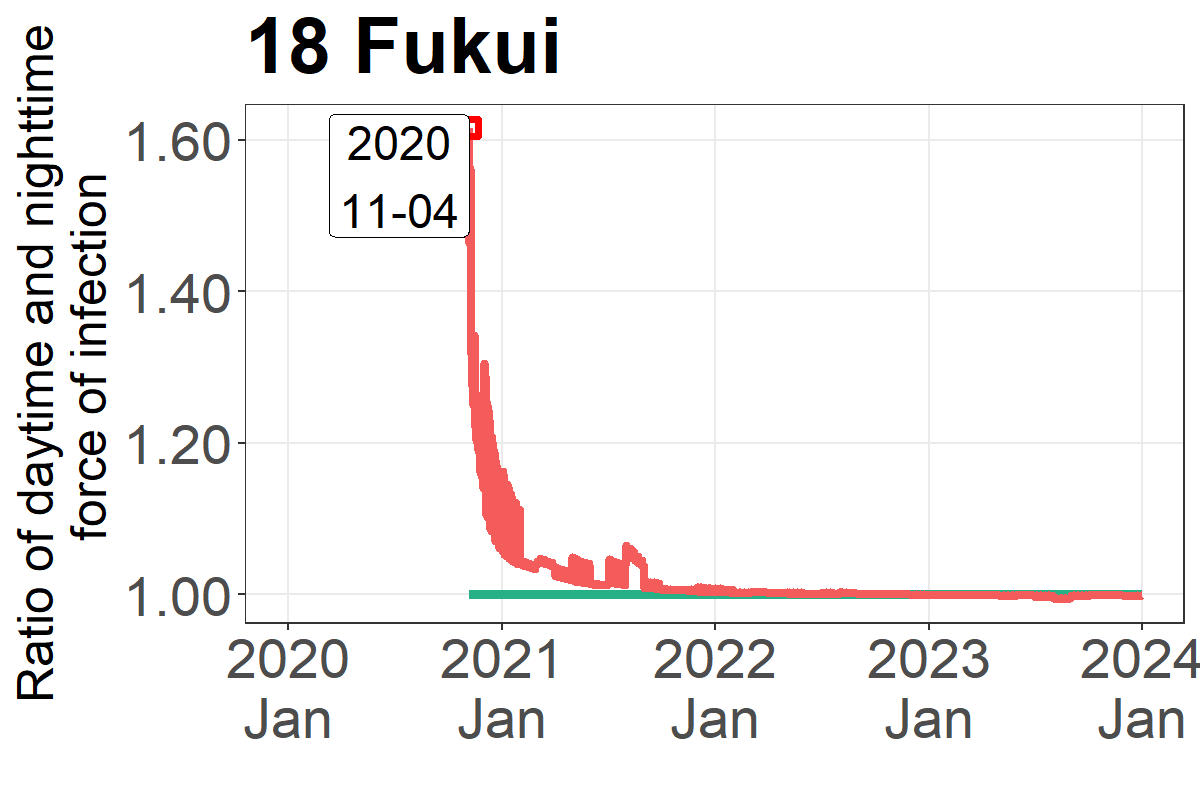 18 Fukui
Ratio of daytime and nighttime
force of infection
1.60
1.40
1.20
1.00
2020
11-04
2020
Jan
2021
Jan
2022
Jan
2023
Jan
2024
Jan